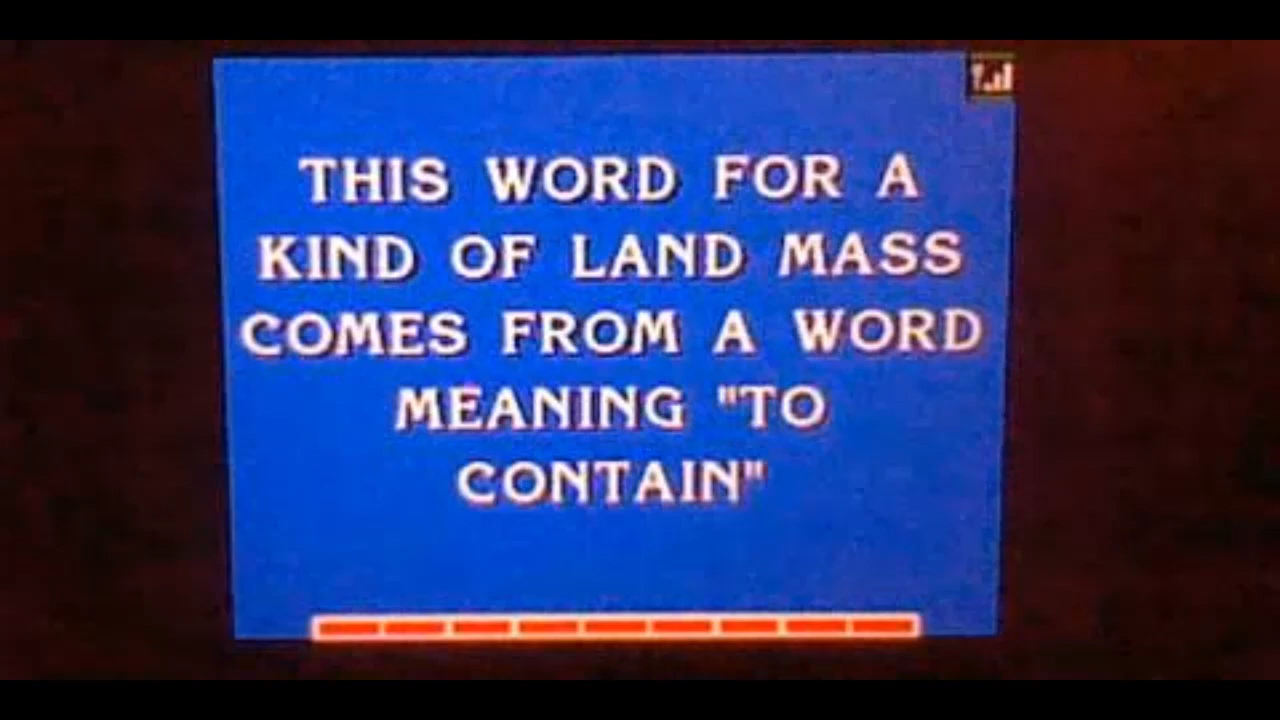 THIS WORD FOR A
KIND OF LAND MASS
COMES FROM A WORD
MEANING "TO
CONTAIN"